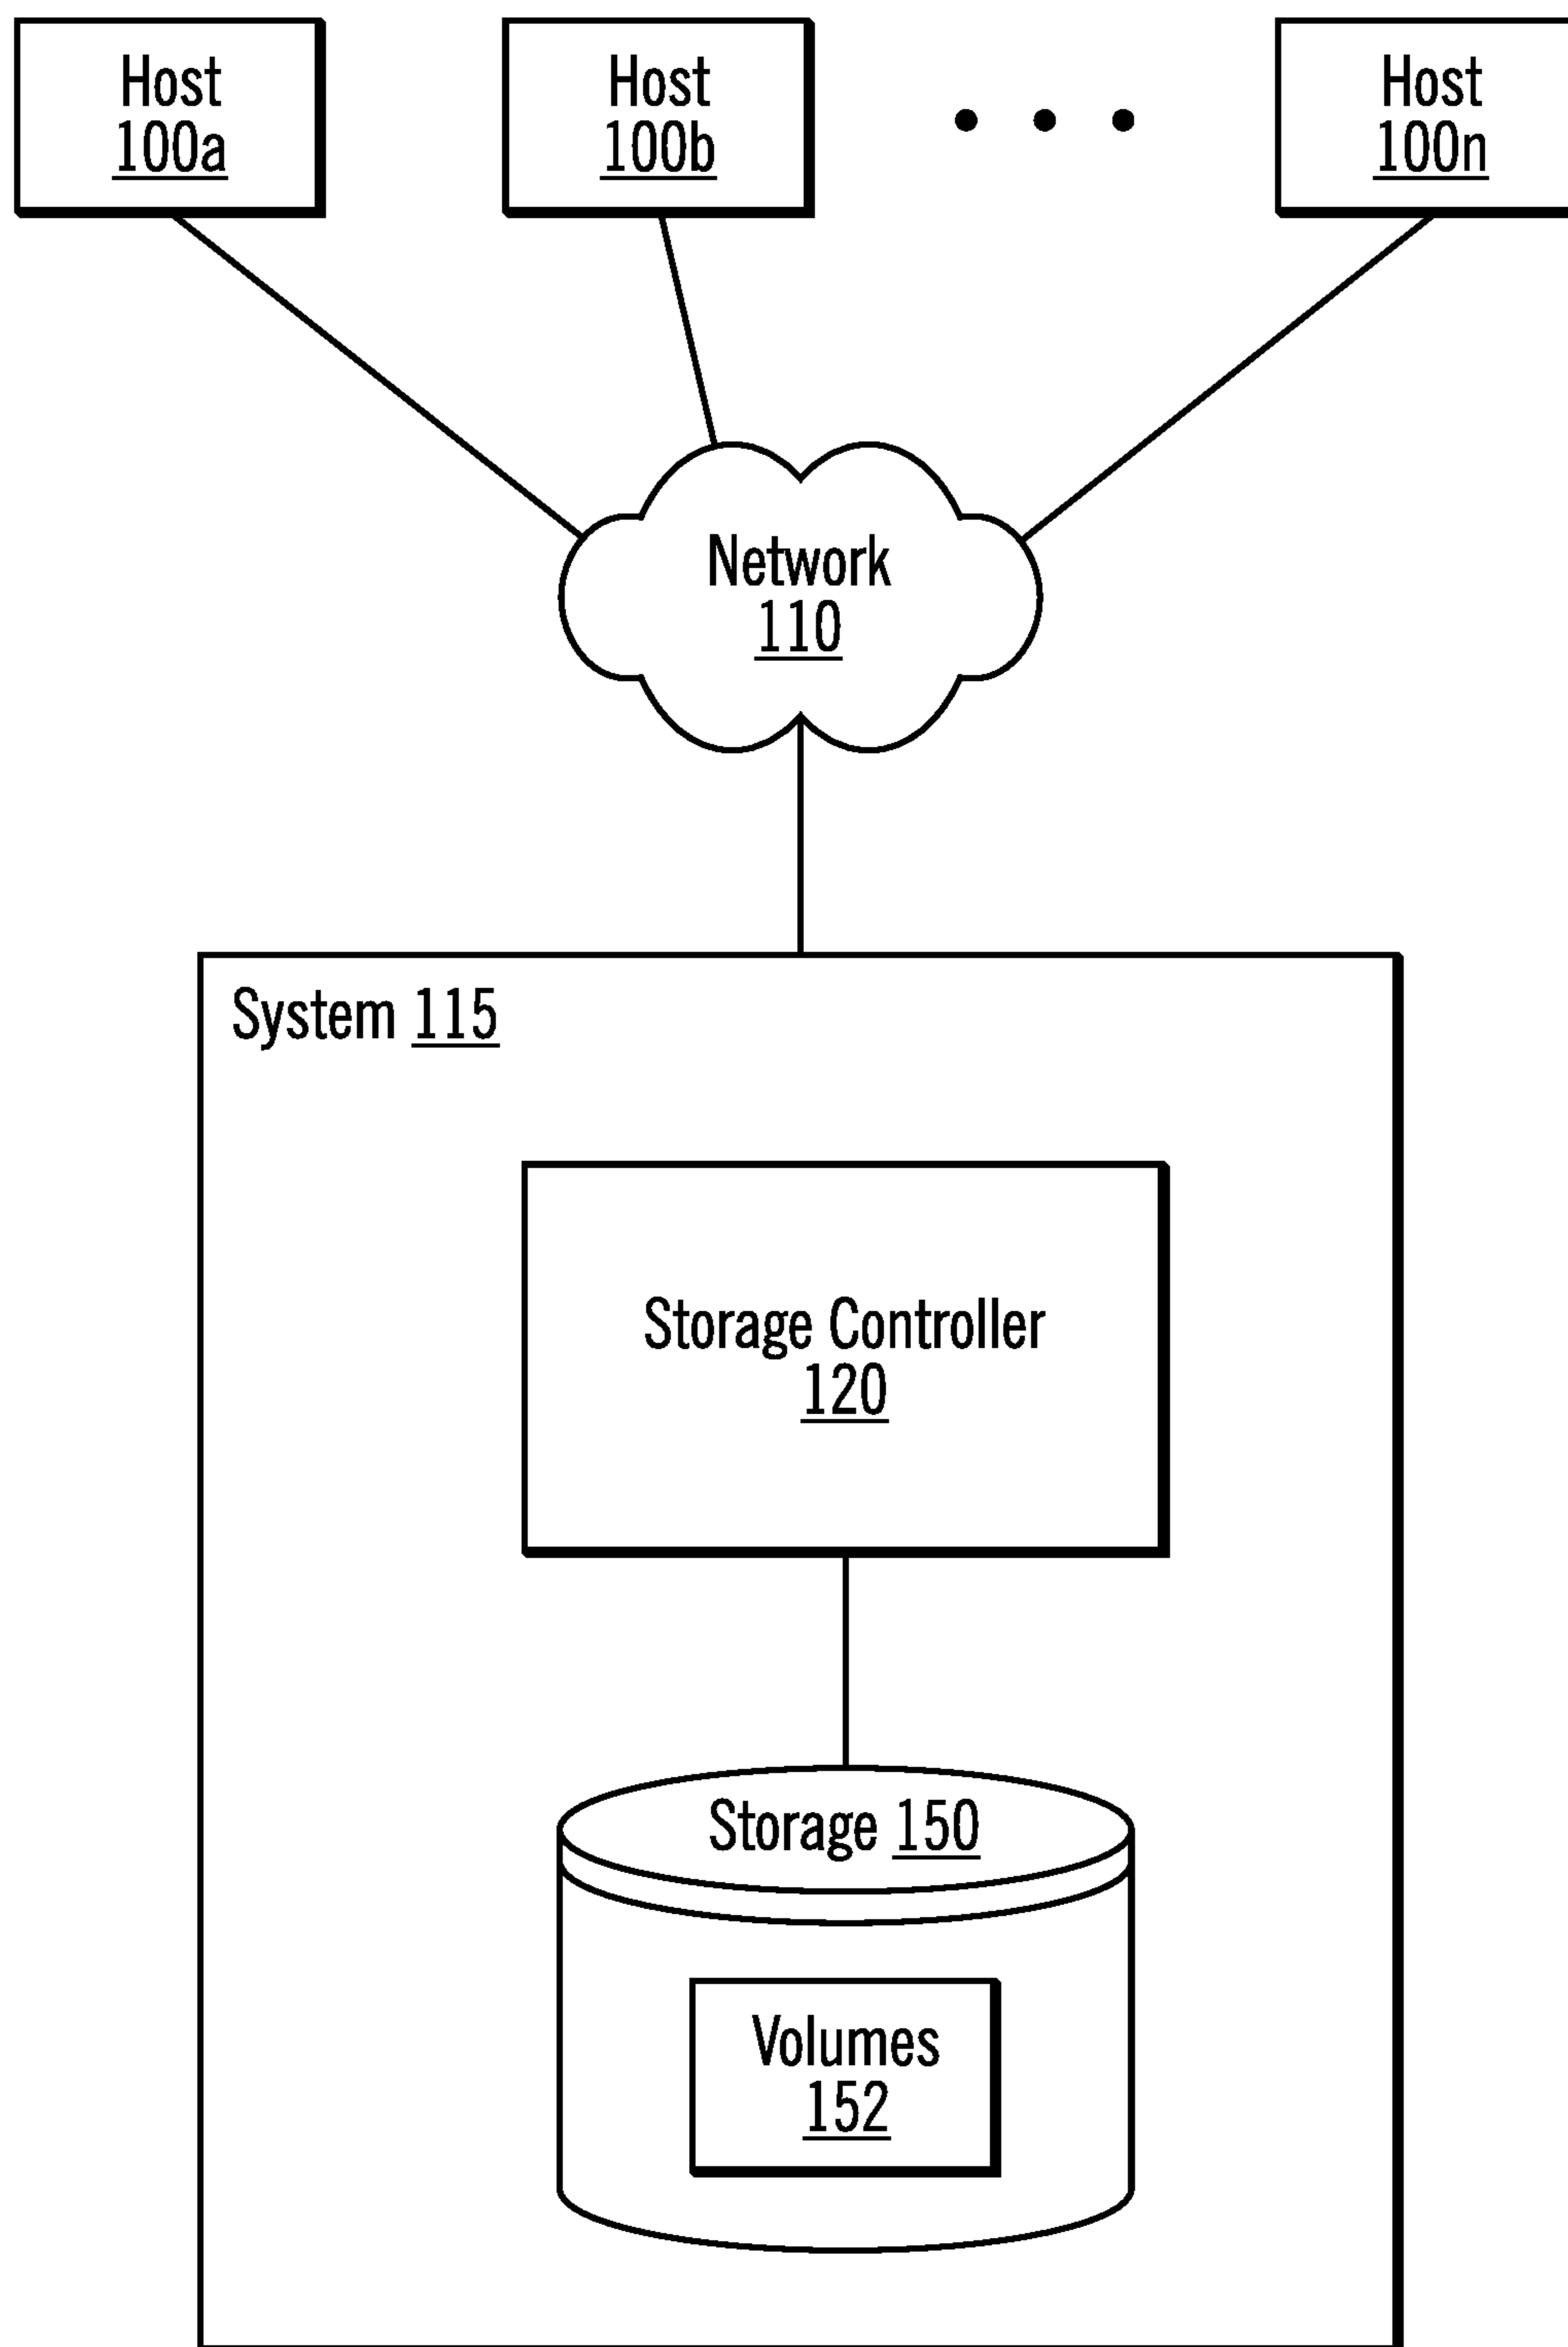 Host
100a
Host
100b
Host
100n
Network
110
System 115
Storage Controller
120
Storage 150
Volumes
152